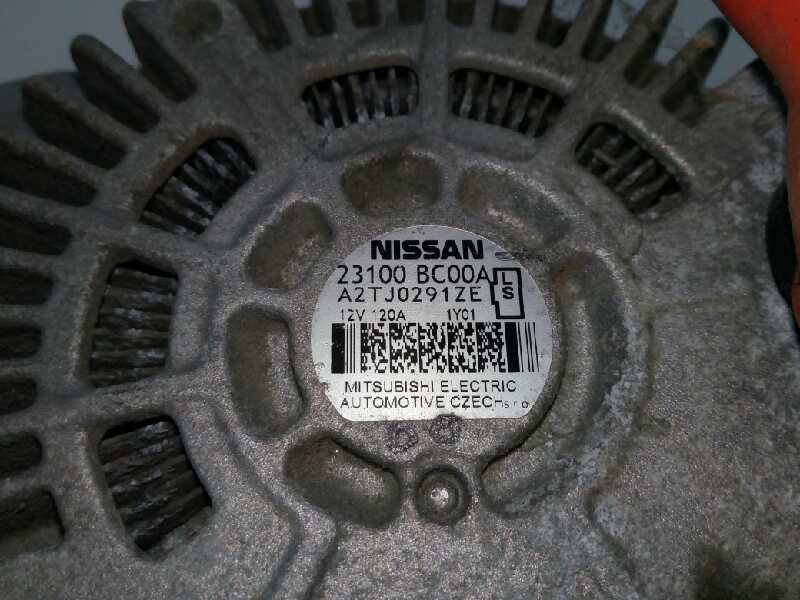 NISSAN
23100 BC00A
A2TJ0291ZE
L
S
12V 120A 1Y01
MITSUBISHI ELECTRIC
AUTOMOTIVE CZECH s.r.o